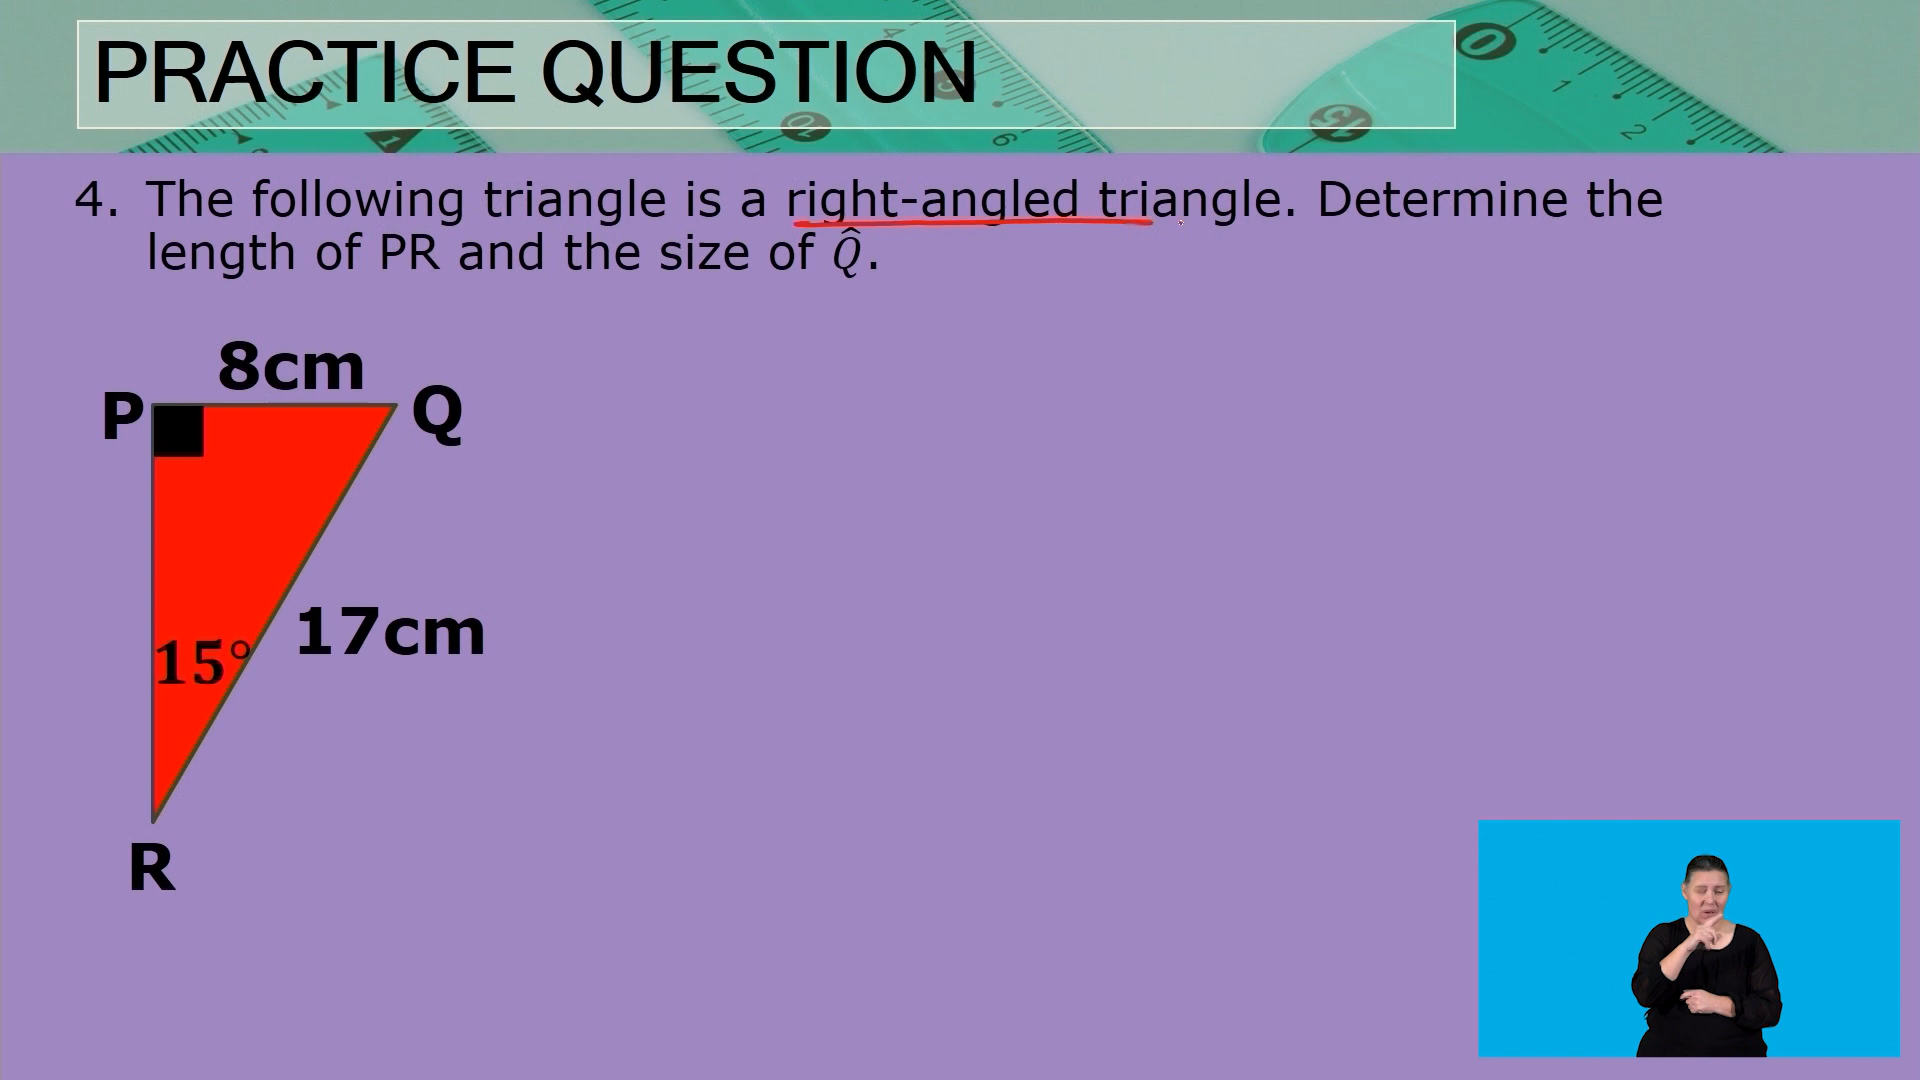 PRACTICE QUESTION
4. The following triangle is a right-angled triangle. Determine the
length of PR and the size of Q̂.
8cm
P
Q
17cm
15°
R